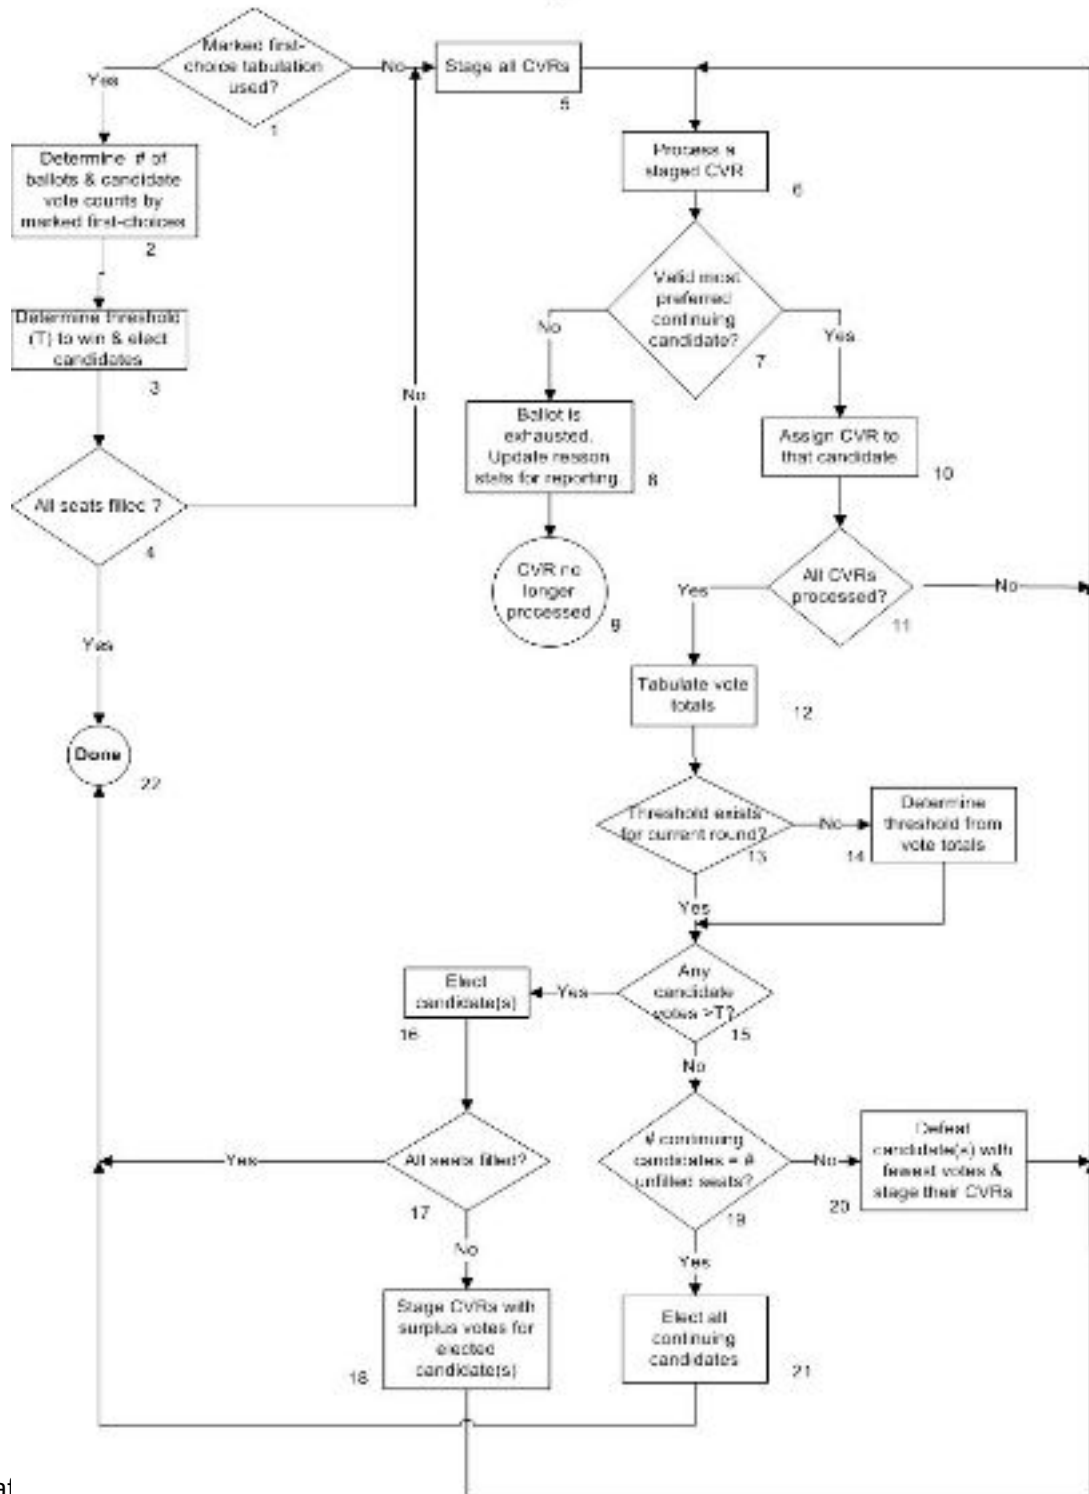 Marked first-
choice tabulation
used?
1
Yes
No
Stage all CVRs
5
Determine # of
ballots & candidate
vote counts by
marked first-choices
2
Process a
staged CVR
6
Determine threshold
(T) to win & elect
candidates
3
Valid most
preferred
continuing
candidate?
7
No
Yes
No
Ballot is
exhausted.
Update reason
stats for reporting.
8
Assign CVR to
that candidate
10
All seats filled ?
4
Yes
CVR no
longer
processed
9
All CVRs
processed?
11
Yes
No
Tabulate vote
totals
12
Done
22
Threshold exists
for current round?
13
No
Determine
threshold from
vote totals
14
Yes
Any
candidate
votes >T?
15
Yes
Elect
candidate(s)
16
No
All seats filled?
17
Yes
# continuing
candidates = #
unfilled seats?
19
No
Defeat
candidate(s) with
fewest votes &
stage their CVRs
20
No
Yes
Stage CVRs with
surplus votes for
elected
candidate(s)
18
Elect all
continuing
candidates
21